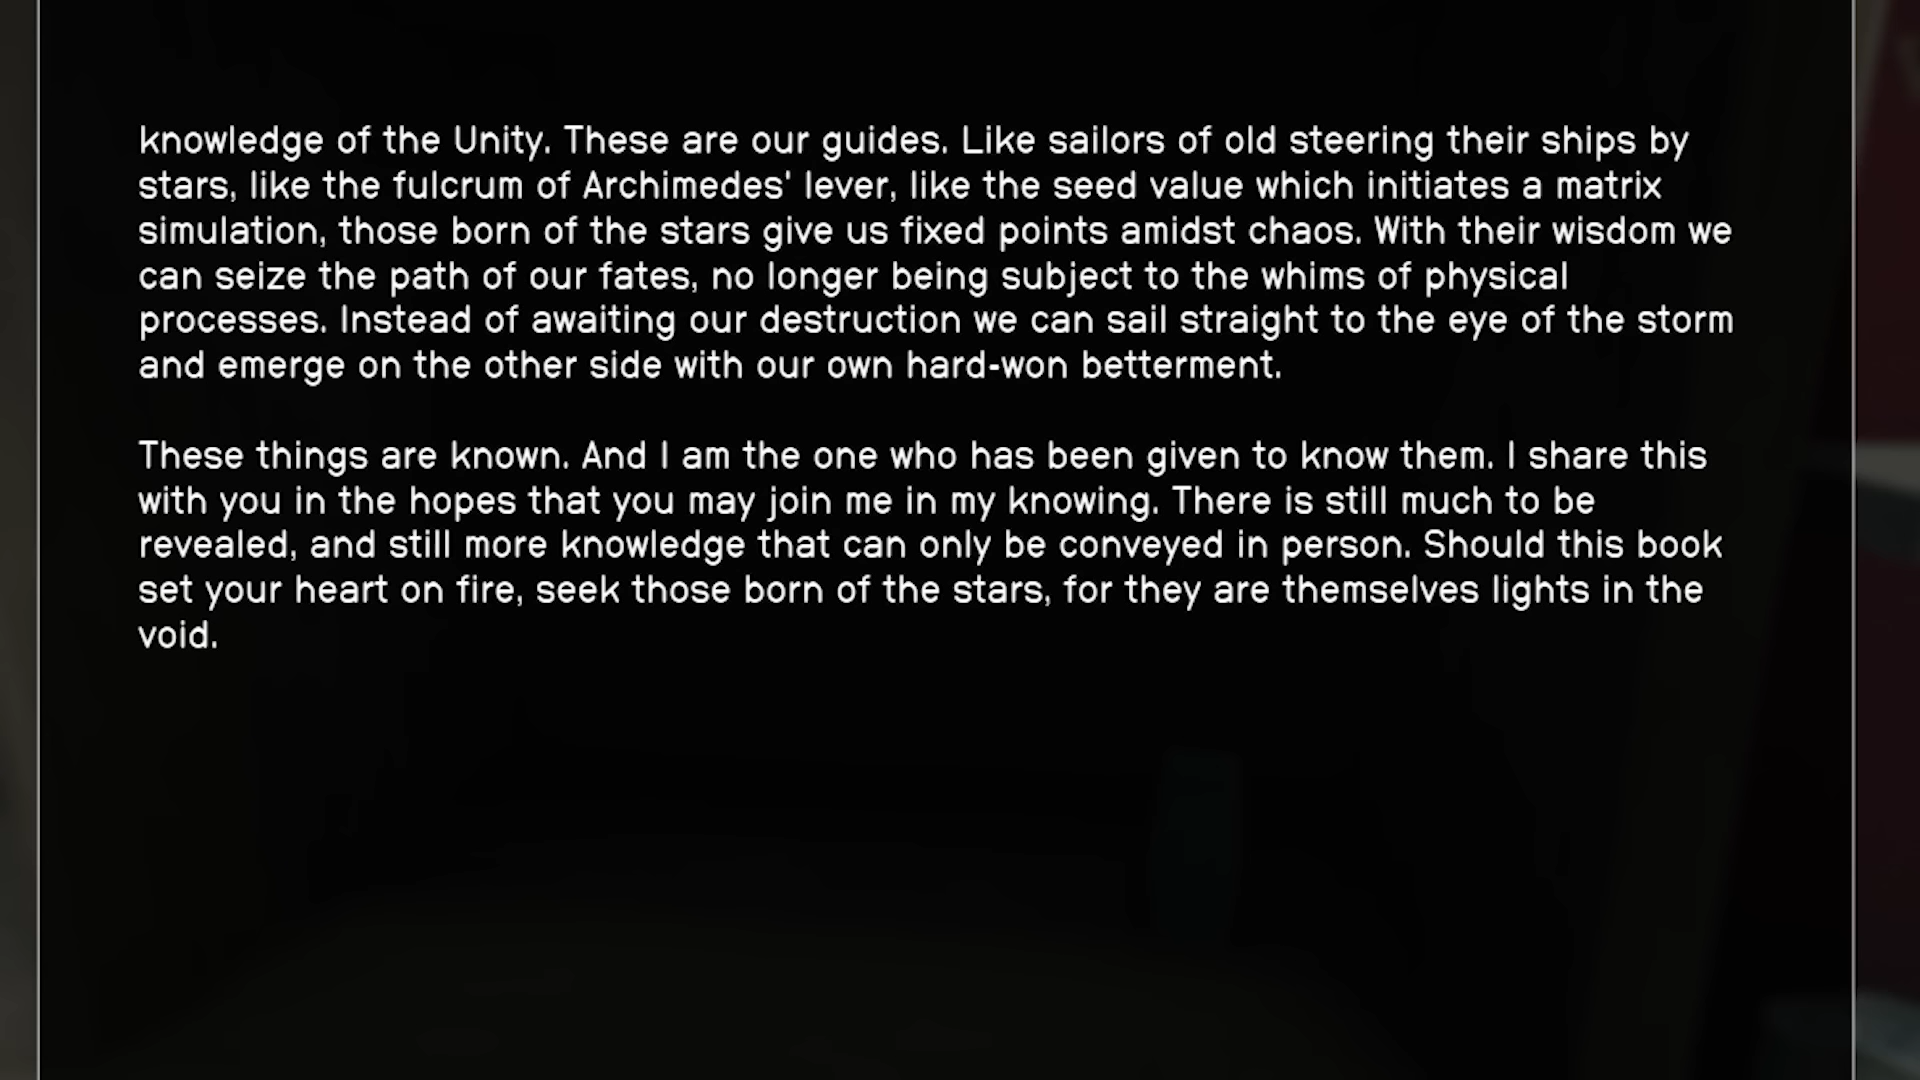 knowledge of the Unity. These are our guides. Like sailors of old steering their ships by
stars, like the fulcrum of Archimedes' lever, like the seed value which initiates a matrix
simulation, those born of the stars give us fixed points amidst chaos. With their wisdom we
can seize the path of our fates, no longer being subject to the whims of physical
processes. Instead of awaiting our destruction we can sail straight to the eye of the storm
and emerge on the other side with our own hard-won betterment.
These things are known. And I am the one who has been given to know them. I share this
with you in the hopes that you may join me in my knowing. There is still much to be
revealed, and still more knowledge that can only be conveyed in person. Should this book
set your heart on fire, seek those born of the stars, for they are themselves lights in the
void.